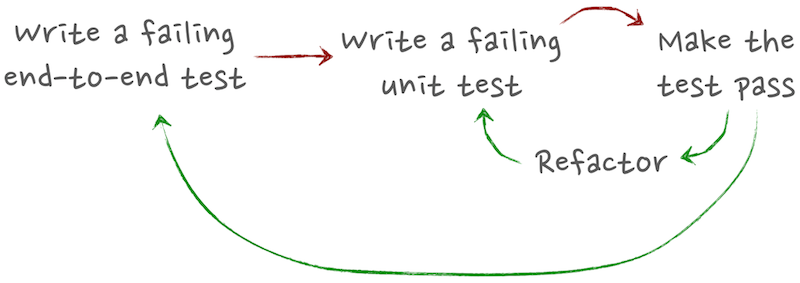 Write a failing
end-to-end test
Write a failing
unit test
Make the
test pass
Refactor